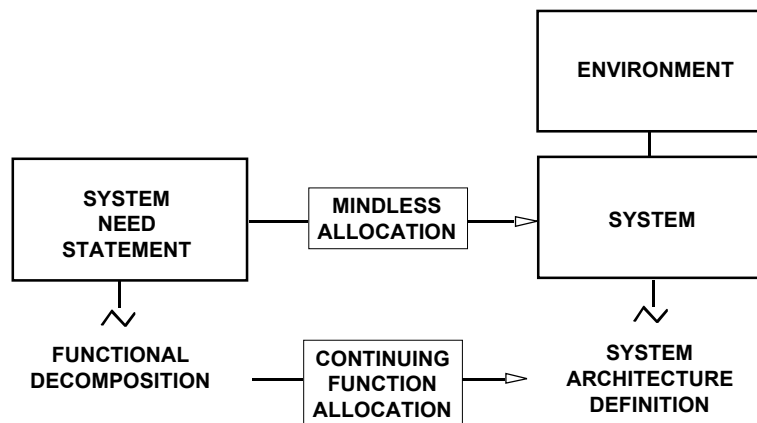 ENVIRONMENT
SYSTEM
NEED
STATEMENT
MINDLESS
ALLOCATION
SYSTEM
FUNCTIONAL
DECOMPOSITION
CONTINUING
FUNCTION
ALLOCATION
SYSTEM
ARCHITECTURE
DEFINITION